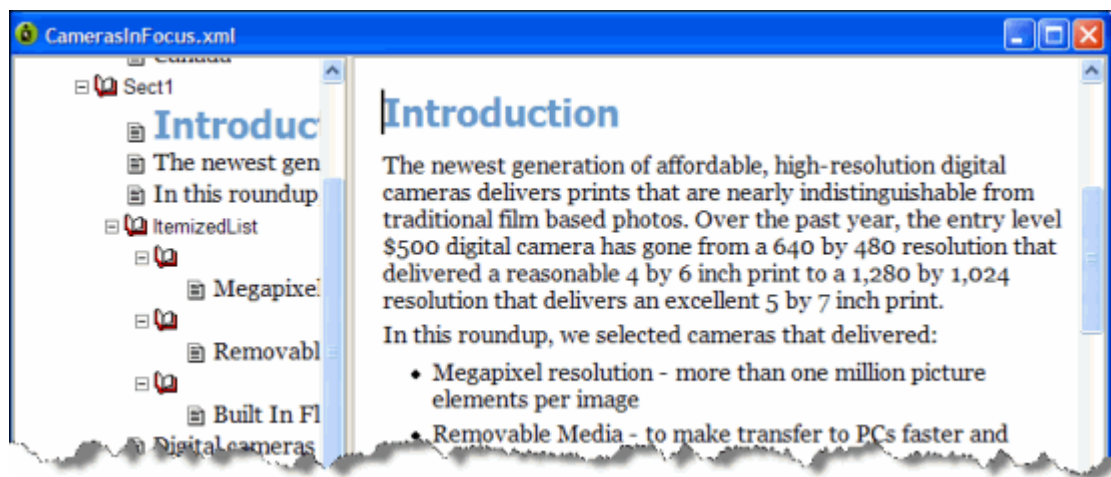 CamerasInFocus.xml
Canada
Sect1
Introduc
The newest gen
In this roundup
ItemizedList
Megapixel
Removabl
Built In Fl
Digital cameras
Introduction
The newest generation of affordable, high-resolution digital
cameras delivers prints that are nearly indistinguishable from
traditional film based photos. Over the past year, the entry level
$500 digital camera has gone from a 640 by 480 resolution that
delivered a reasonable 4 by 6 inch print to a 1,280 by 1,024
resolution that delivers an excellent 5 by 7 inch print.
In this roundup, we selected cameras that delivered:
• Megapixel resolution - more than one million picture
elements per image
• Removable Media - to make transfer to PCs faster and